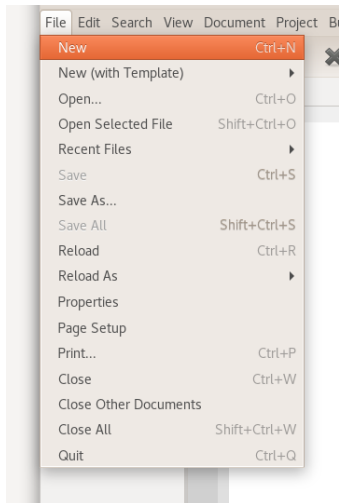 File Edit Search View Document Project
New Ctrl+N
New (with Template)
Open... Ctrl+O
Open Selected File Shift+Ctrl+O
Recent Files
Save Ctrl+S
Save As...
Save All Shift+Ctrl+S
Reload Ctrl+R
Reload As
Properties
Page Setup
Print... Ctrl+P
Close Ctrl+W
Close Other Documents
Close All Shift+Ctrl+W
Quit Ctrl+Q